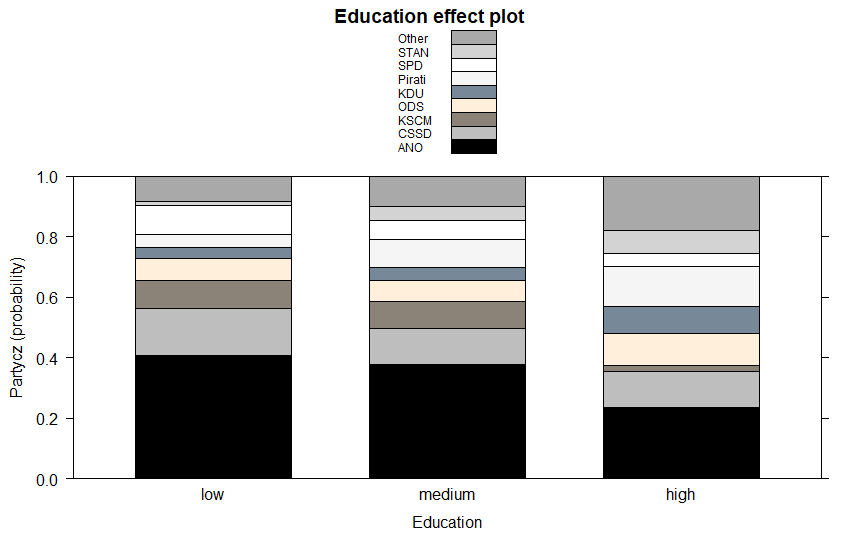 Education effect plot
Other
STAN
SPD
Pirati
KDU
ODS
KSCM
CSSD
ANO
1.0
0.8
0.6
0.4
0.2
0.0
Partycz (probability)
low medium high
Education